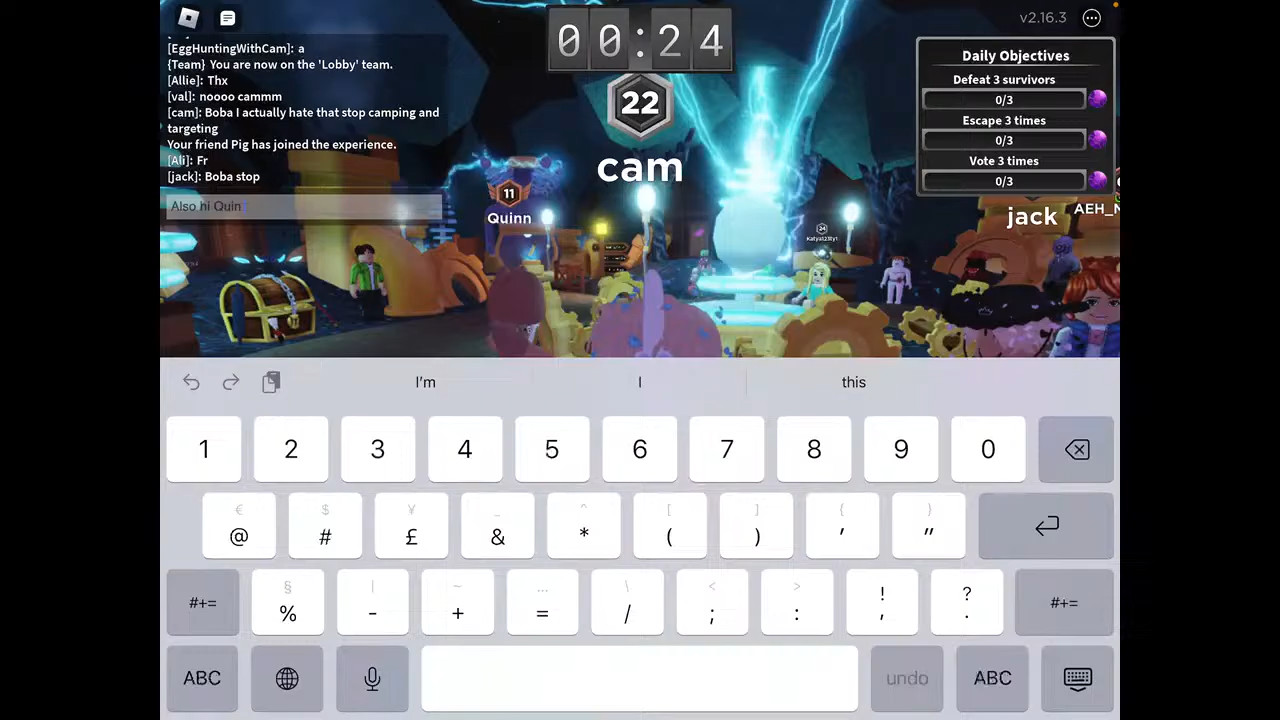 v2.16.3
00:24
[EggHuntingWithCam]: a
{Team} You are now on the 'Lobby' team.
[Allie]: Thx
[val]: noooo cammm
[cam]: Boba I actually hate that stop camping and
targeting
Your friend Pig has joined the experience.
[Ali]: Fr
[jack]: Boba stop
Also hi Quin
Daily Objectives
Defeat 3 survivors
0/3
Escape 3 times
0/3
Vote 3 times
0/3
22
cam
11
Quinn
24
jack
I'm
I
this
1 2 3 4 5 6 7 8 9 0
€ $ ¥ _ ^ [ ] { }
@ # £ & * ( ) ' "
§ | ~ … \ < > ! ?
#+= % - + = / ; : , . #+=
ABC undo ABC